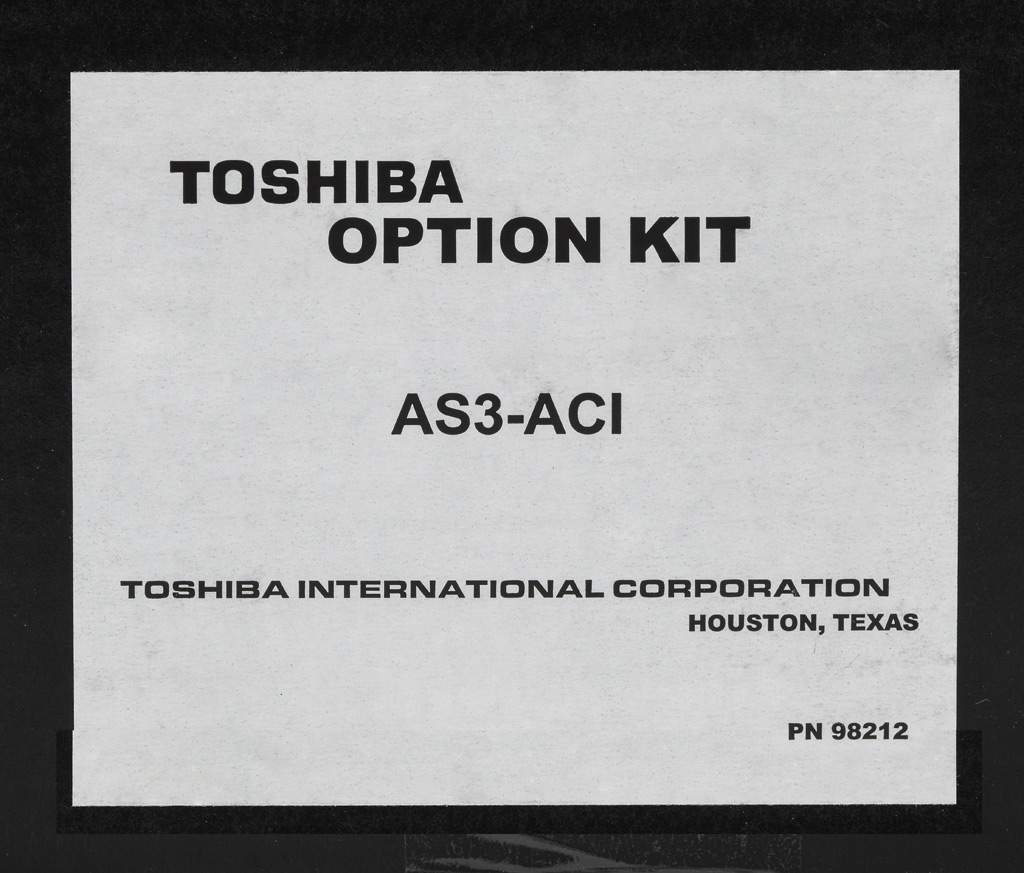 TOSHIBA
OPTION KIT
AS3-ACI
TOSHIBA INTERNATIONAL CORPORATION
HOUSTON, TEXAS
PN 98212